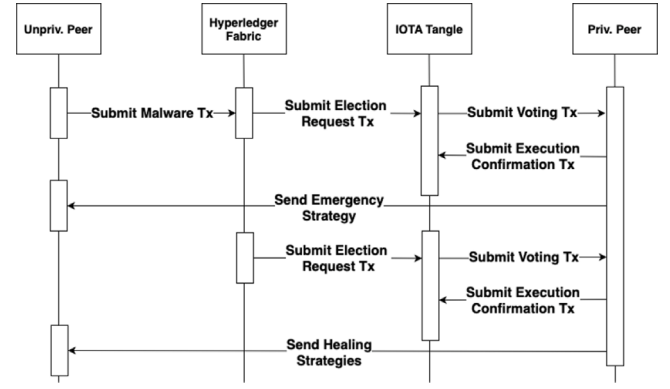 Unpriv. Peer
Hyperledger
Fabric
IOTA Tangle
Priv. Peer
Submit Malware Tx
Submit Election
Request Tx
Submit Voting Tx
Submit Execution
Confirmation Tx
Send Emergency
Strategy
Submit Election
Request Tx
Submit Voting Tx
Submit Execution
Confirmation Tx
Send Healing
Strategies